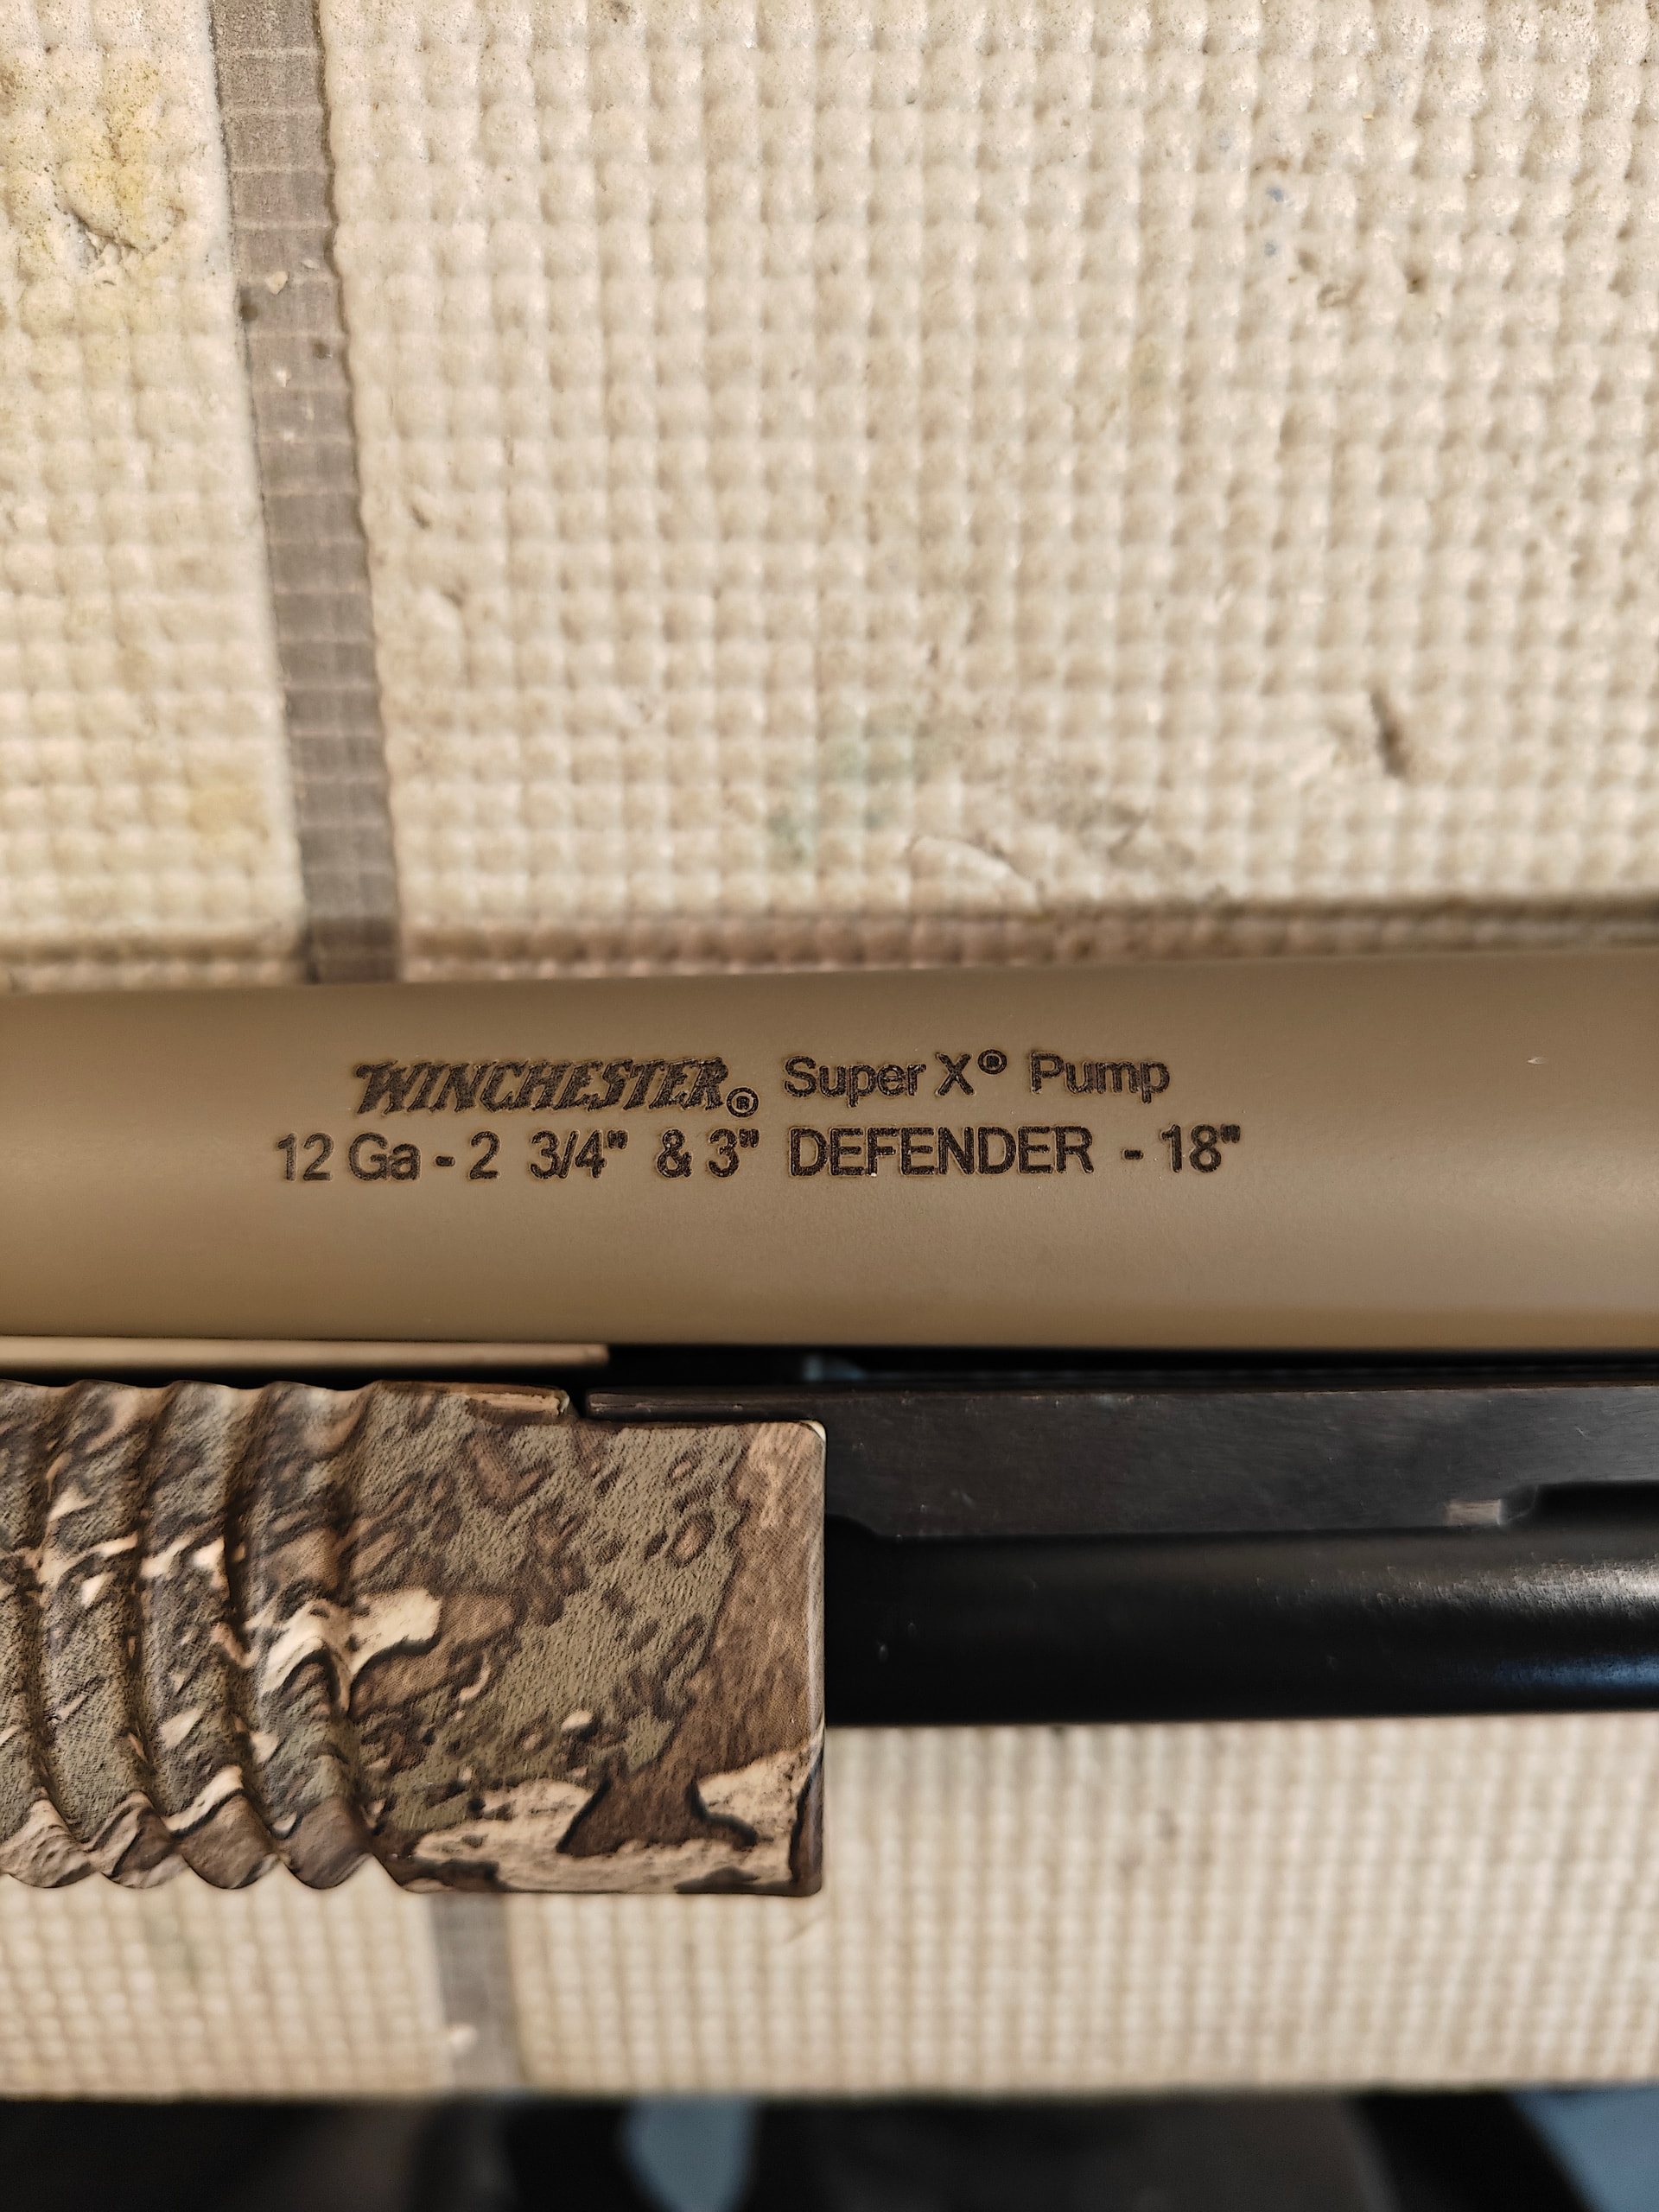 WINCHESTER® Super X® Pump
12 Ga - 2 3/4" & 3" DEFENDER - 18"